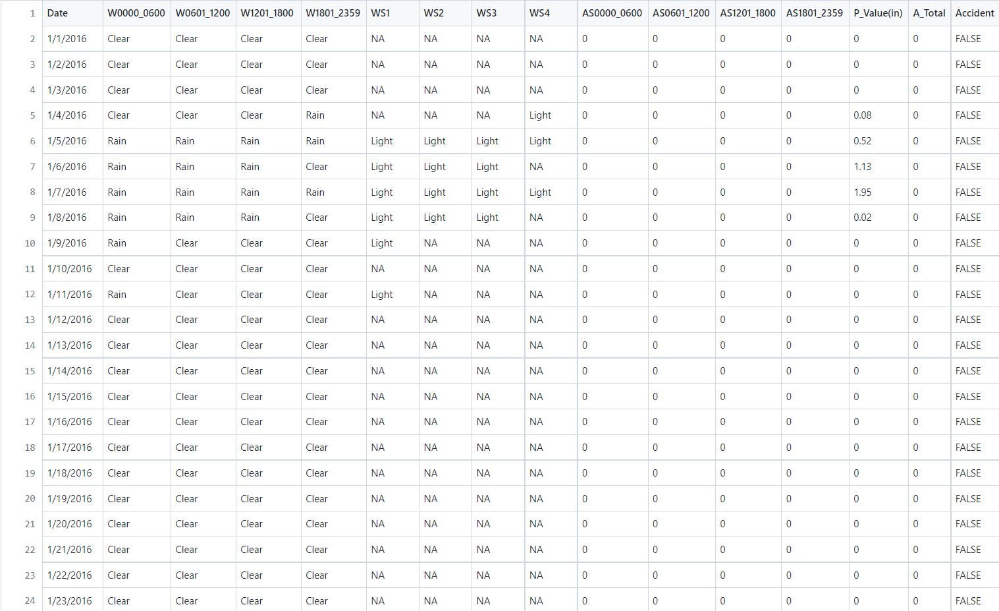 1 Date W0000_0600 W0601_1200 W1201_1800 W1801_2359 WS1 WS2 WS3 WS4 AS0000_0600 AS0601_1200 AS1201_1800 AS1801_2359 P_Value(in) A_Total Accident
2 1/1/2016 Clear Clear Clear Clear NA NA NA NA 0 0 0 0 0 0 FALSE
3 1/2/2016 Clear Clear Clear Clear NA NA NA NA 0 0 0 0 0 0 FALSE
4 1/3/2016 Clear Clear Clear Clear NA NA NA NA 0 0 0 0 0 0 FALSE
5 1/4/2016 Clear Clear Clear Rain NA NA NA Light 0 0 0 0 0.08 0 FALSE
6 1/5/2016 Rain Rain Rain Rain Light Light Light Light 0 0 0 0 0.52 0 FALSE
7 1/6/2016 Rain Rain Rain Clear Light Light Light NA 0 0 0 0 1.13 0 FALSE
8 1/7/2016 Rain Rain Rain Rain Light Light Light Light 0 0 0 0 1.95 0 FALSE
9 1/8/2016 Rain Rain Rain Clear Light Light Light NA 0 0 0 0 0.02 0 FALSE
10 1/9/2016 Rain Clear Clear Clear Light NA NA NA 0 0 0 0 0 0 FALSE
11 1/10/2016 Clear Clear Clear Clear NA NA NA NA 0 0 0 0 0 0 FALSE
12 1/11/2016 Rain Clear Clear Clear Light NA NA NA 0 0 0 0 0 0 FALSE
13 1/12/2016 Clear Clear Clear Clear NA NA NA NA 0 0 0 0 0 0 FALSE
14 1/13/2016 Clear Clear Clear Clear NA NA NA NA 0 0 0 0 0 0 FALSE
15 1/14/2016 Clear Clear Clear Clear NA NA NA NA 0 0 0 0 0 0 FALSE
16 1/15/2016 Clear Clear Clear Clear NA NA NA NA 0 0 0 0 0 0 FALSE
17 1/16/2016 Clear Clear Clear Clear NA NA NA NA 0 0 0 0 0 0 FALSE
18 1/17/2016 Clear Clear Clear Clear NA NA NA NA 0 0 0 0 0 0 FALSE
19 1/18/2016 Clear Clear Clear Clear NA NA NA NA 0 0 0 0 0 0 FALSE
20 1/19/2016 Clear Clear Clear Clear NA NA NA NA 0 0 0 0 0 0 FALSE
21 1/20/2016 Clear Clear Clear Clear NA NA NA NA 0 0 0 0 0 0 FALSE
22 1/21/2016 Clear Clear Clear Clear NA NA NA NA 0 0 0 0 0 0 FALSE
23 1/22/2016 Clear Clear Clear Clear NA NA NA NA 0 0 0 0 0 0 FALSE
24 1/23/2016 Clear Clear Clear Clear NA NA NA NA 0 0 0 0 0 0 FALSE